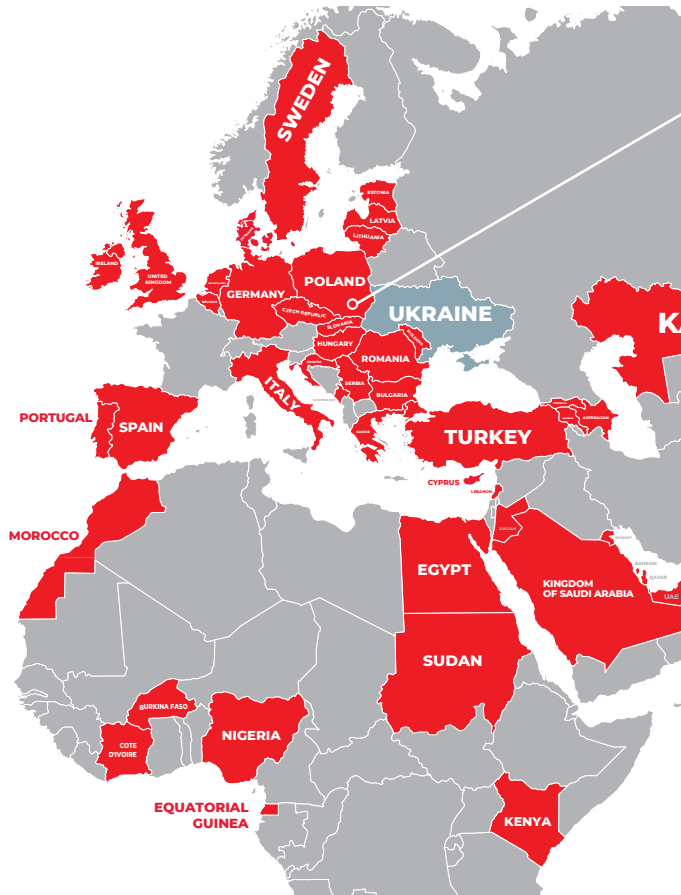 SWEDEN
ESTONIA
LATVIA
LITHUANIA
IRELAND
UNITED
KINGDOM
GERMANY
POLAND
CZECH REPUBLIC
SLOVAKIA
UKRAINE
KA
HUNGARY
ROMANIA
ITALY
SERBIA
BULGARIA
PORTUGAL
SPAIN
GREECE
TURKEY
AZERBAIJAN
CYPRUS
LEBANON
MOROCCO
JORDAN
KUWAIT
EGYPT
BAHRAIN
QATAR
KINGDOM
OF SAUDI ARABIA
UAE
SUDAN
BURKINA FASO
NIGERIA
COTE
D'IVOIRE
EQUATORIAL
GUINEA
KENYA